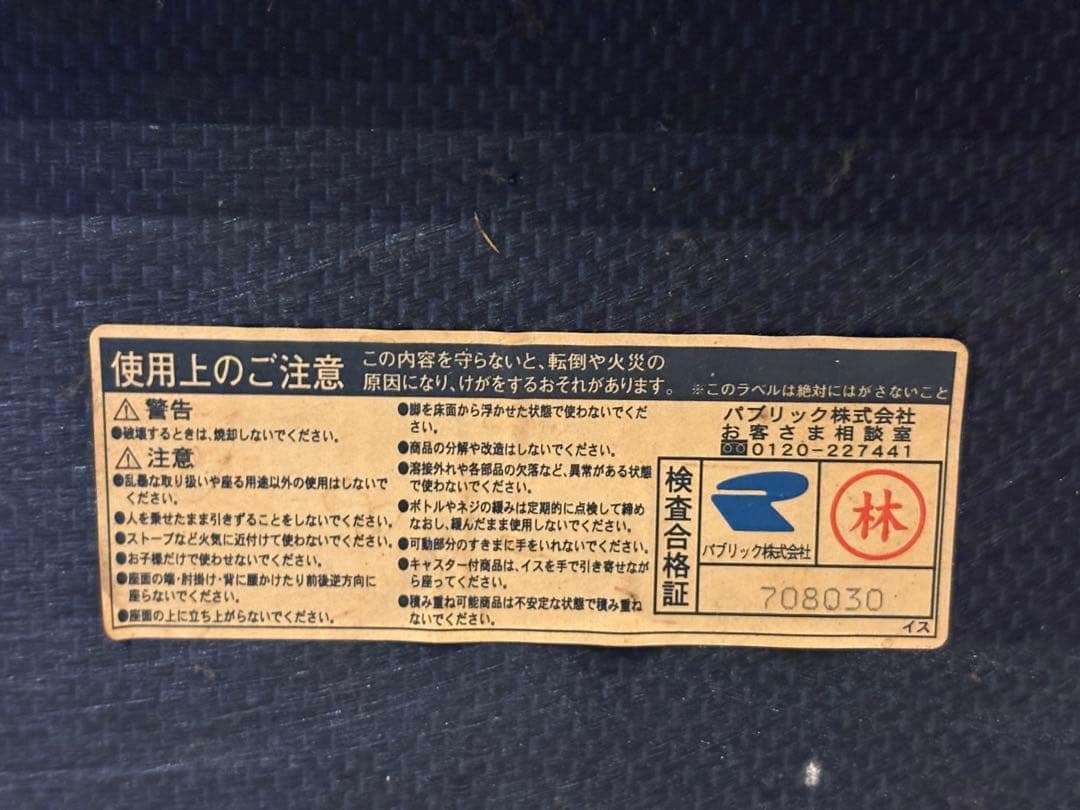 使用上のご注意
この内容を守らないと、転倒や火災の
原因になり、けがをするおそれがあります。 ※このラベルは絶対にはがさないこと
⚠ 警告
●破壊するときは、焼却しないでください。
⚠ 注意
●乱暴な取り扱いや座る用途以外の使用はしないで
ください。
●人を乗せたまま引きずることをしないでください。
●ストーブなど火気に近付けて使わないでください。
●お子様だけで使わせないでください。
●座面の端・肘掛け・背に腰かけたり前後逆方向に
座らないでください。
●座面の上に立ち上がらないでください。
●脚を床面から浮かせた状態で使わないでくだ
さい。
●商品の分解や改造はしないでください。
●溶接外れや各部品の欠落など、異常がある状態
で使わないでください。
●ボトルやネジの緩みは定期的に点検して締め
なおし、緩んだまま使用しないでください。
●可動部分のすきまに手をいれないでください。
●キャスター付商品は、イスを手で引き寄せなが
ら座ってください。
●積み重ね可能商品は不安定な状態で積み重ね
ないでください。
パブリック株式会社
お客さま相談室
0120-227441
検査合格証
パブリック株式会社
林
708030
イス